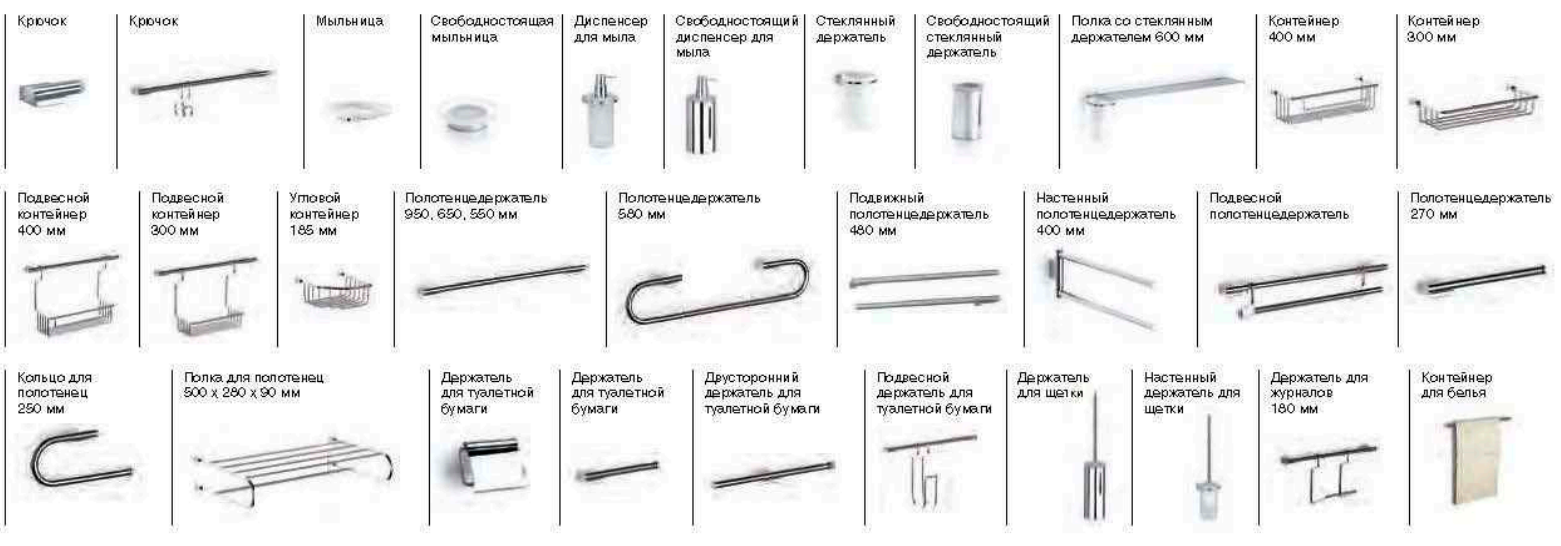 Крючок
Крючок
Мыльница
Свободностоящая
мыльница
Диспенсер
для мыла
Свободностоящий
диспенсер для
мыла
Стеклянный
держатель
Свободностоящий
стеклянный
держатель
Полка со стеклянным
держателем 600 мм
Контейнер
400 мм
Контейнер
300 мм
Подвесной
контейнер
400 мм
Подвесной
контейнер
300 мм
Угловой
контейнер
185 мм
Полотенцедержатель
950, 650, 550 мм
Полотенцедержатель
580 мм
Подвижный
полотенцедержатель
480 мм
Настенный
полотенцедержатель
400 мм
Подвесной
полотенцедержатель
Полотенцедержатель
270 мм
Кольцо для
полотенец
250 мм
Полка для полотенец
500 x 280 x 90 мм
Держатель
для туалетной
бумаги
Держатель
для туалетной
бумаги
Двусторонний
держатель для
туалетной бумаги
Подвесной
держатель для
туалетной бумаги
Держатель
для щетки
Настенный
держатель для
щетки
Держатель для
журналов
180 мм
Контейнер
для белья